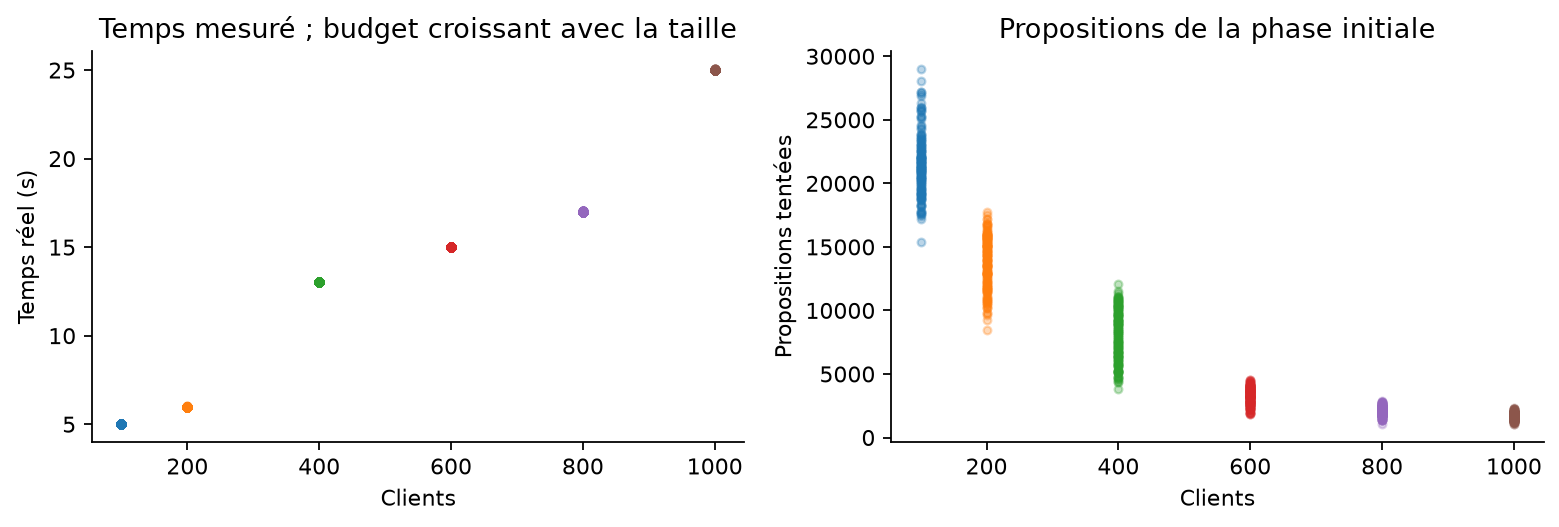 Temps mesuré ; budget croissant avec la taille
25
20
15
10
5
Temps réel (s)
200 400 600 800 1000
Clients
Propositions de la phase initiale
30000
25000
20000
15000
10000
5000
0
Propositions tentées
200 400 600 800 1000
Clients